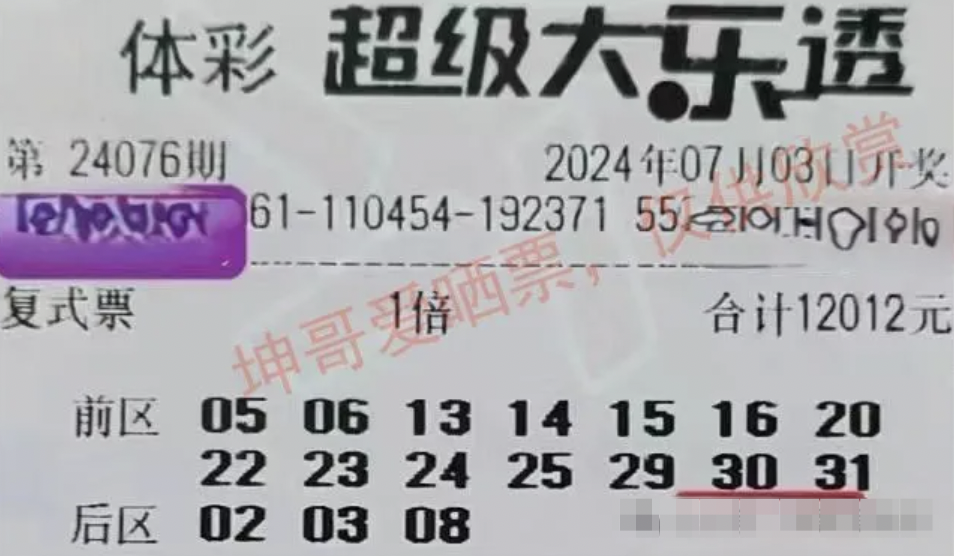 体彩 超级大乐透
第 24076期 2024年07月03日开奖
61-110454-192371 55
坤哥爱晒票，仅供欣赏
复式票 1倍 合计12012元
前区 05 06 13 14 15 16 20
22 23 24 25 29 30 31
后区 02 03 08